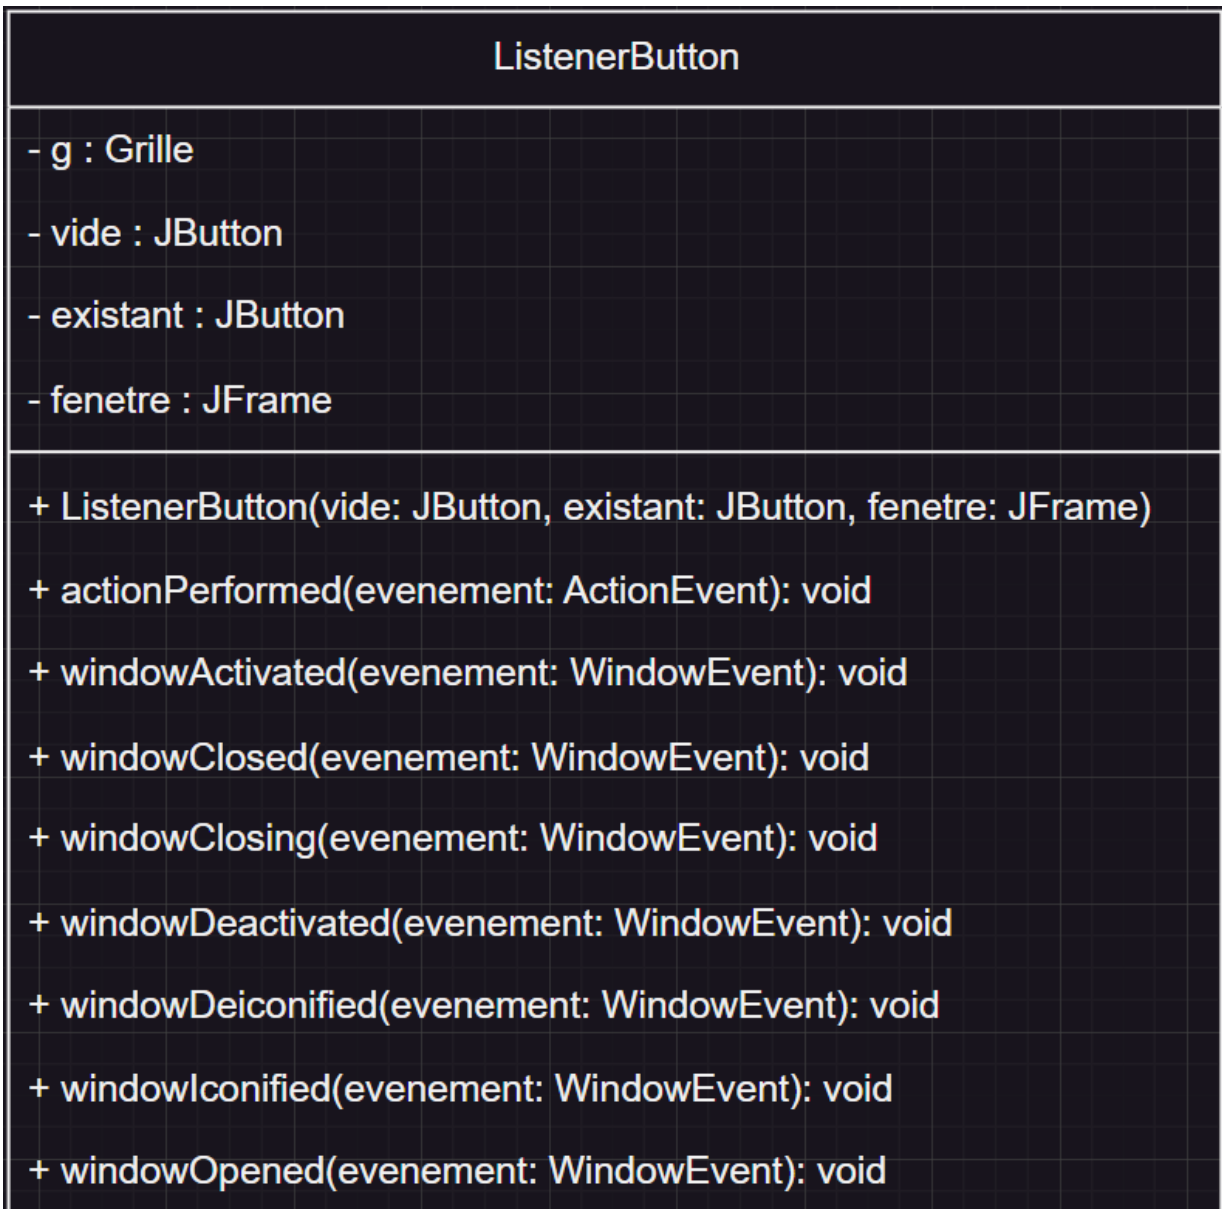 ListenerButton
- g : Grille
- vide : JButton
- existant : JButton
- fenetre : JFrame
+ ListenerButton(vide: JButton, existant: JButton, fenetre: JFrame)
+ actionPerformed(evenement: ActionEvent): void
+ windowActivated(evenement: WindowEvent): void
+ windowClosed(evenement: WindowEvent): void
+ windowClosing(evenement: WindowEvent): void
+ windowDeactivated(evenement: WindowEvent): void
+ windowDeiconified(evenement: WindowEvent): void
+ windowIconified(evenement: WindowEvent): void
+ windowOpened(evenement: WindowEvent): void